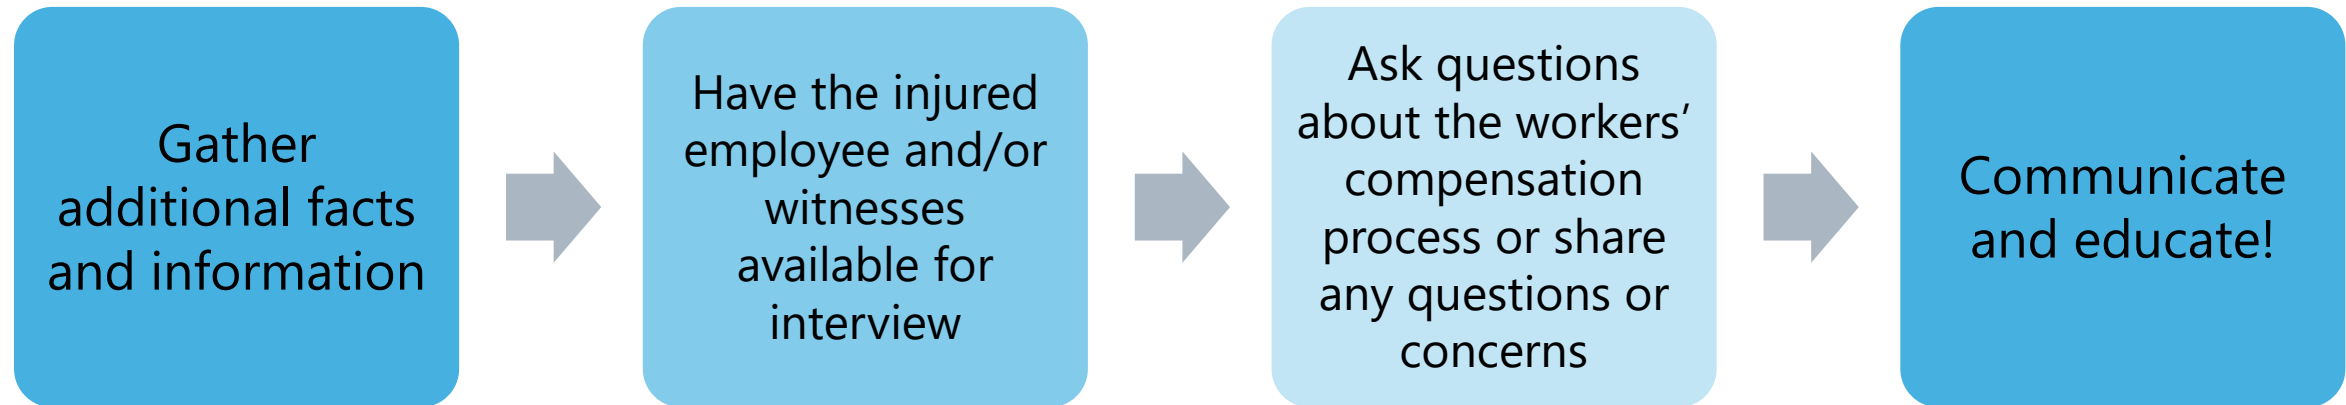 Gather
additional facts
and information
Have the injured
employee and/or
witnesses
available for
interview
Ask questions
about the workers’
compensation
process or share
any questions or
concerns
Communicate
and educate!